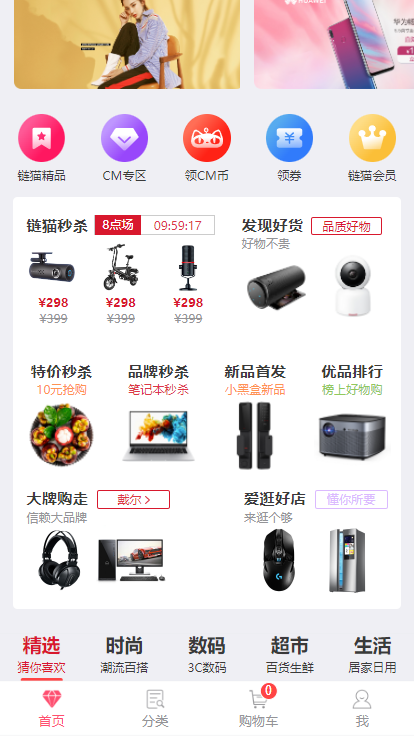 HUAWEI
华为畅
链猫精品 CM专区 领CM币 领券 链猫会员
链猫秒杀 8点场 09:59:17
发现好货 品质好物
好物不贵
¥298 ¥298 ¥298
¥399 ¥399 ¥399
特价秒杀 品牌秒杀 新品首发 优品排行
10元抢购 笔记本秒杀 小黑盒新品 榜上好物购
大牌购走 戴尔 >
信赖大品牌
爱逛好店 懂你所要
来逛个够
精选 时尚 数码 超市 生活
猜你喜欢 潮流百搭 3C数码 百货生鲜 居家日用
2
首页 分类 购物车 我